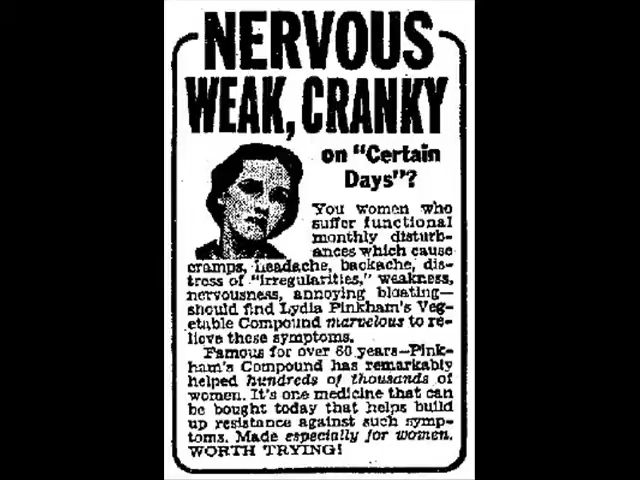 NERVOUS
WEAK, CRANKY
on "Certain
Days"?
You women who
suffer functional
monthly disturb-
ances which cause
cramps, headache, backache, dis-
tress of "irregularities," weakness,
nervousness, annoying bloating—
should find Lydia Pinkham's Veg-
etable Compound marvelous to re-
lieve these symptoms.
Famous for over 60 years—Pink-
ham's Compound has remarkably
helped hundreds of thousands of
women. It's one medicine that can
be bought today that helps build
up resistance against such symp-
toms. Made especially for women.
WORTH TRYING!